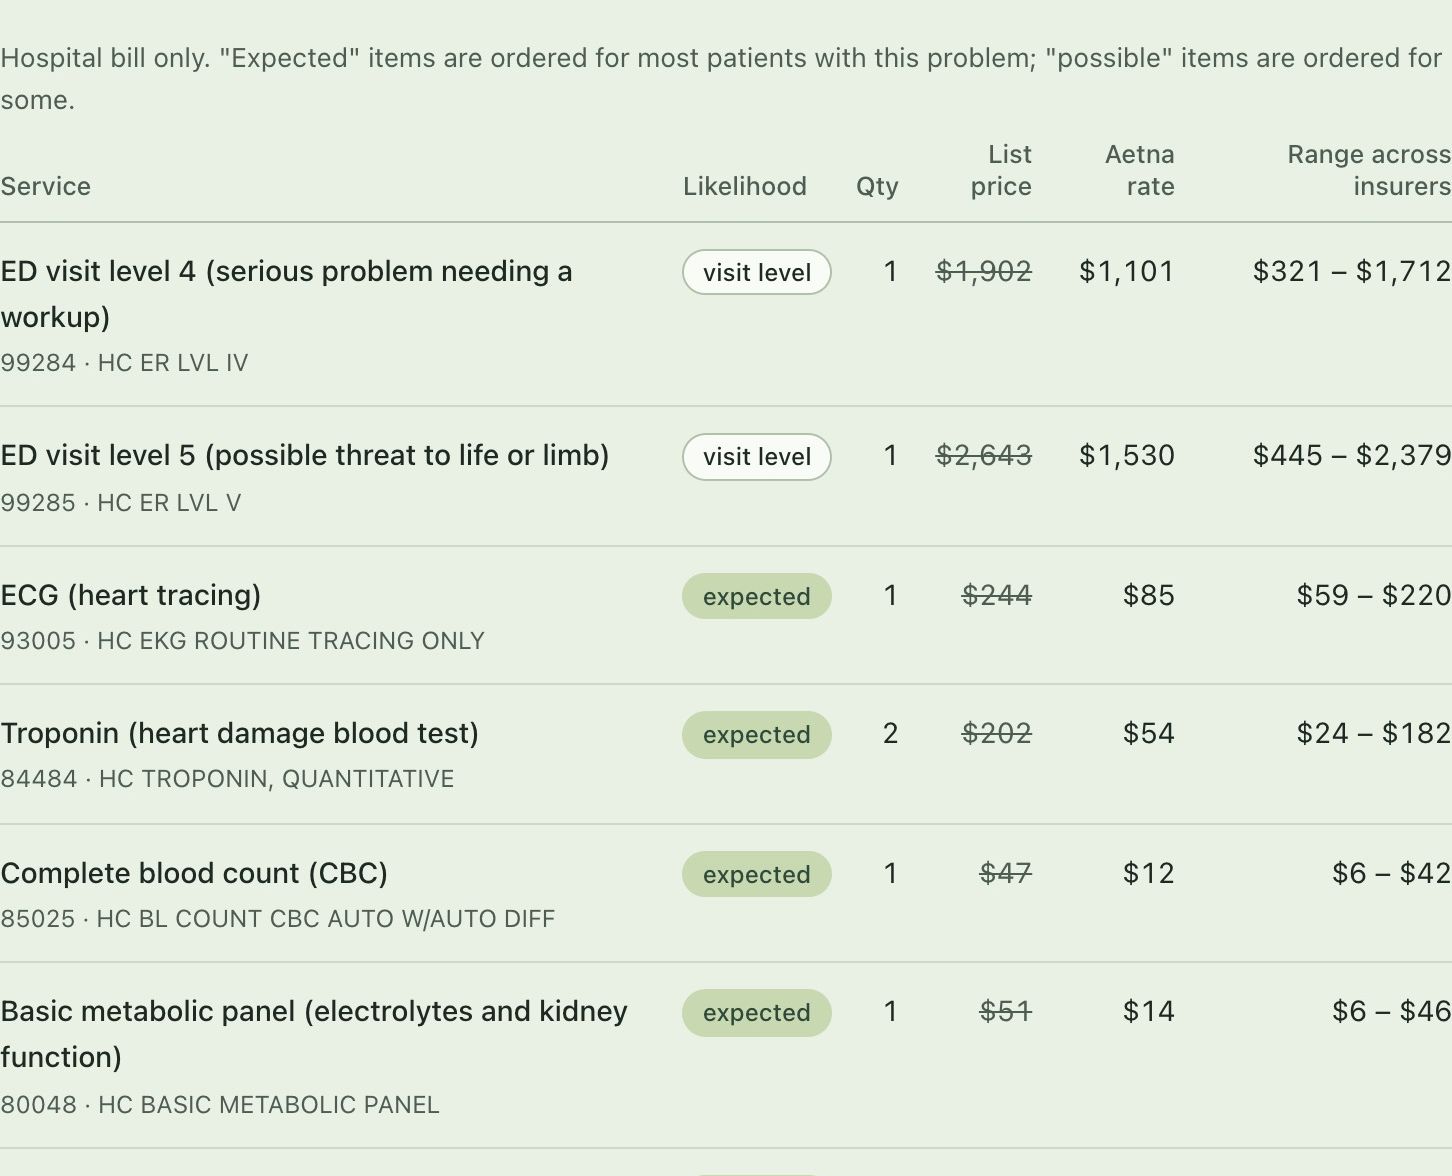 Hospital bill only. "Expected" items are ordered for most patients with this problem; "possible" items are ordered for
some.
Service Likelihood Qty List price Aetna rate Range across insurers
ED visit level 4 (serious problem needing a visit level 1 $1,902 $1,101 $321 – $1,712
workup)
99284 · HC ER LVL IV
ED visit level 5 (possible threat to life or limb) visit level 1 $2,643 $1,530 $445 – $2,379
99285 · HC ER LVL V
ECG (heart tracing) expected 1 $244 $85 $59 – $220
93005 · HC EKG ROUTINE TRACING ONLY
Troponin (heart damage blood test) expected 2 $202 $54 $24 – $182
84484 · HC TROPONIN, QUANTITATIVE
Complete blood count (CBC) expected 1 $47 $12 $6 – $42
85025 · HC BL COUNT CBC AUTO W/AUTO DIFF
Basic metabolic panel (electrolytes and kidney expected 1 $51 $14 $6 – $46
function)
80048 · HC BASIC METABOLIC PANEL